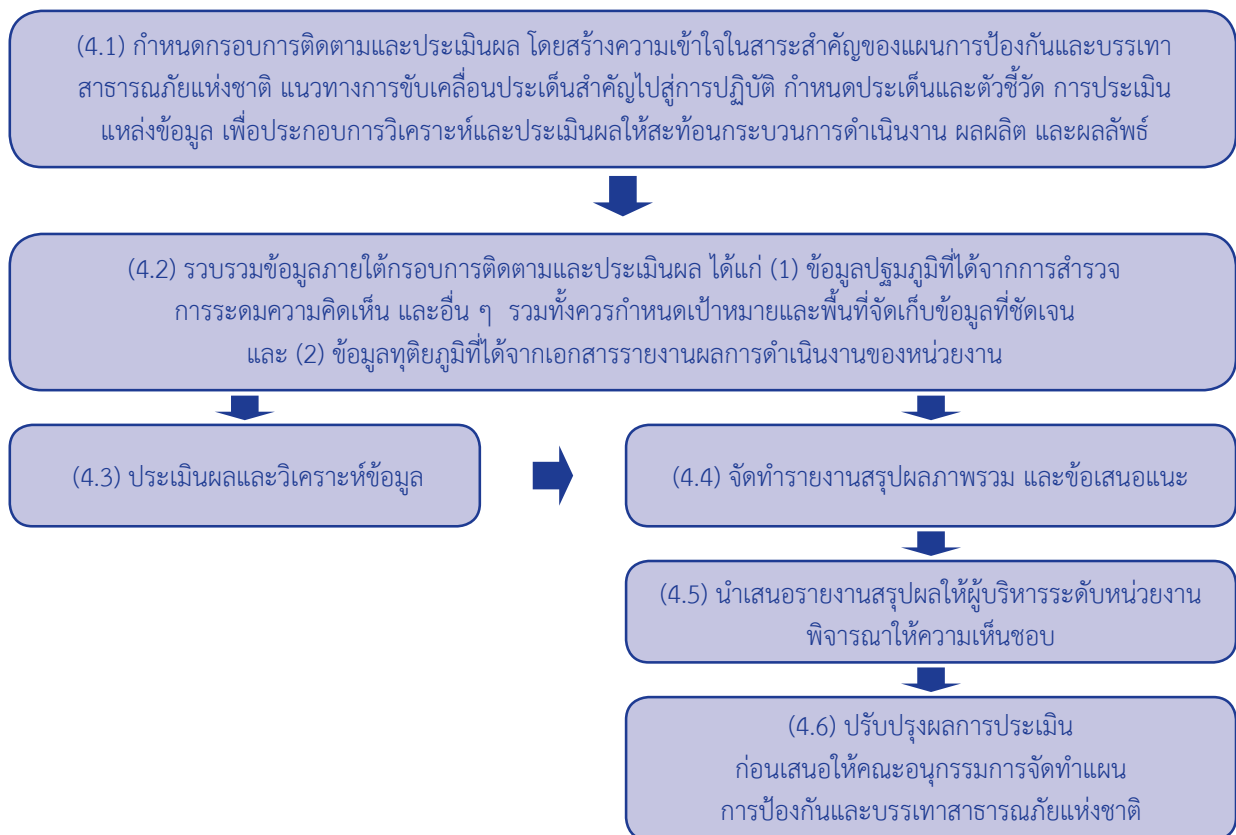 (4.1) กำหนดกรอบการติดตามและประเมินผล โดยสร้างความเข้าใจในสาระสำคัญของแผนการป้องกันและบรรเทา
สาธารณภัยแห่งชาติ แนวทางการขับเคลื่อนประเด็นสำคัญไปสู่การปฏิบัติ กำหนดประเด็นและตัวชี้วัด การประเมิน
แหล่งข้อมูล เพื่อประกอบการวิเคราะห์และประเมินผลให้สะท้อนกระบวนการดำเนินงาน ผลผลิต และผลลัพธ์
(4.2) รวบรวมข้อมูลภายใต้กรอบการติดตามและประเมินผล ได้แก่ (1) ข้อมูลปฐมภูมิที่ได้จากการสำรวจ
การระดมความคิดเห็น และอื่น ๆ รวมทั้งควรกำหนดเป้าหมายและพื้นที่จัดเก็บข้อมูลที่ชัดเจน
และ (2) ข้อมูลทุติยภูมิที่ได้จากเอกสารรายงานผลการดำเนินงานของหน่วยงาน
(4.3) ประเมินผลและวิเคราะห์ข้อมูล
(4.4) จัดทำรายงานสรุปผลภาพรวม และข้อเสนอแนะ
(4.5) นำเสนอรายงานสรุปผลให้ผู้บริหารระดับหน่วยงาน
พิจารณาให้ความเห็นชอบ
(4.6) ปรับปรุงผลการประเมิน
ก่อนเสนอให้คณะอนุกรรมการจัดทำแผน
การป้องกันและบรรเทาสาธารณภัยแห่งชาติ